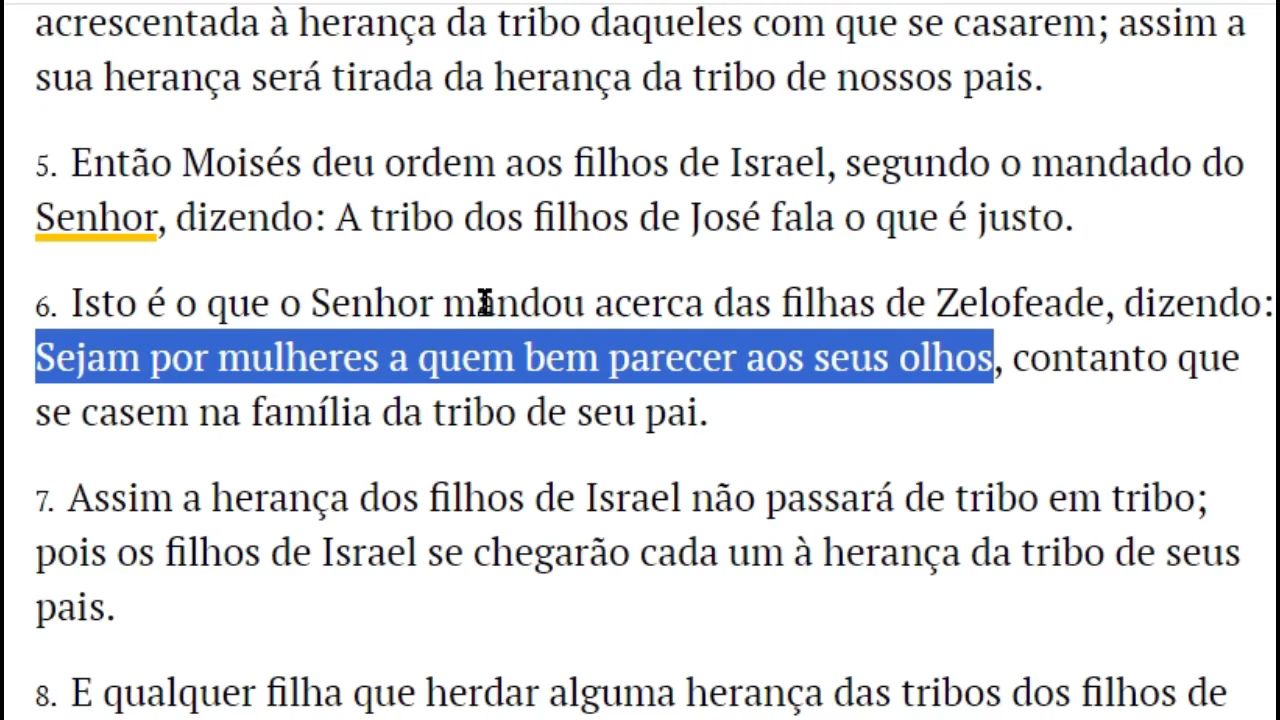 acrescentada à herança da tribo daqueles com que se casarem; assim a
sua herança será tirada da herança da tribo de nossos pais.
5. Então Moisés deu ordem aos filhos de Israel, segundo o mandado do
Senhor, dizendo: A tribo dos filhos de José fala o que é justo.
6. Isto é o que o Senhor mandou acerca das filhas de Zelofeade, dizendo:
Sejam por mulheres a quem bem parecer aos seus olhos, contanto que
se casem na família da tribo de seu pai.
7. Assim a herança dos filhos de Israel não passará de tribo em tribo;
pois os filhos de Israel se chegarão cada um à herança da tribo de seus
pais.
8. E qualquer filha que herdar alguma herança das tribos dos filhos de